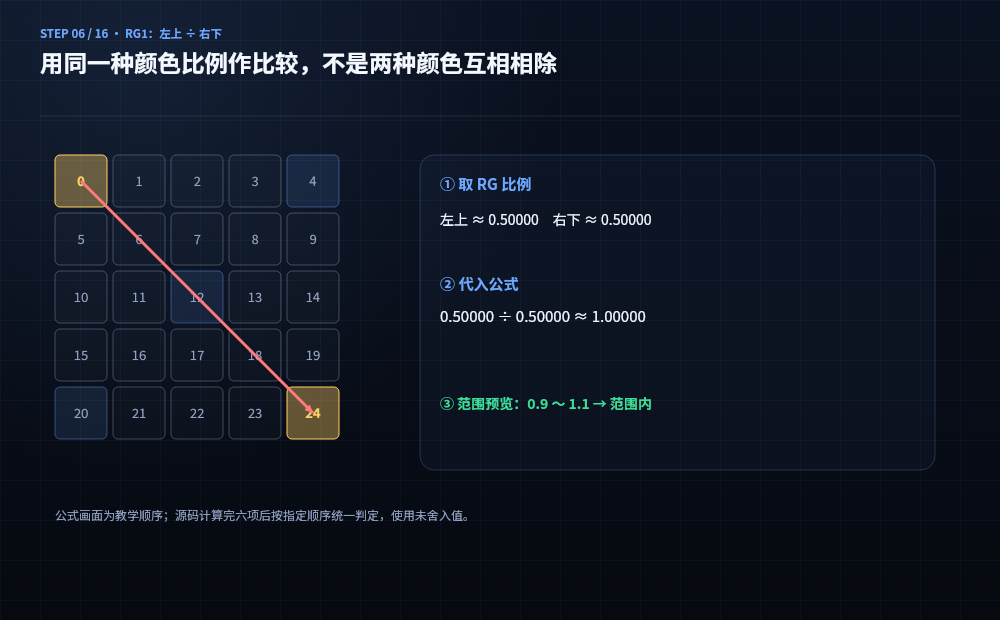 STEP 06 / 16 · RG1：左上 ÷ 右下
用同一种颜色比例作比较，不是两种颜色互相相除
0 1 2 3 4
5 6 7 8 9
10 11 12 13 14
15 16 17 18 19
20 21 22 23 24
① 取 RG 比例
左上 ≈ 0.50000 右下 ≈ 0.50000
② 代入公式
0.50000 ÷ 0.50000 ≈ 1.00000
③ 范围预览：0.9 ～ 1.1 → 范围内
公式画面为教学顺序；源码计算完六项后按指定顺序统一判定，使用未舍入值。